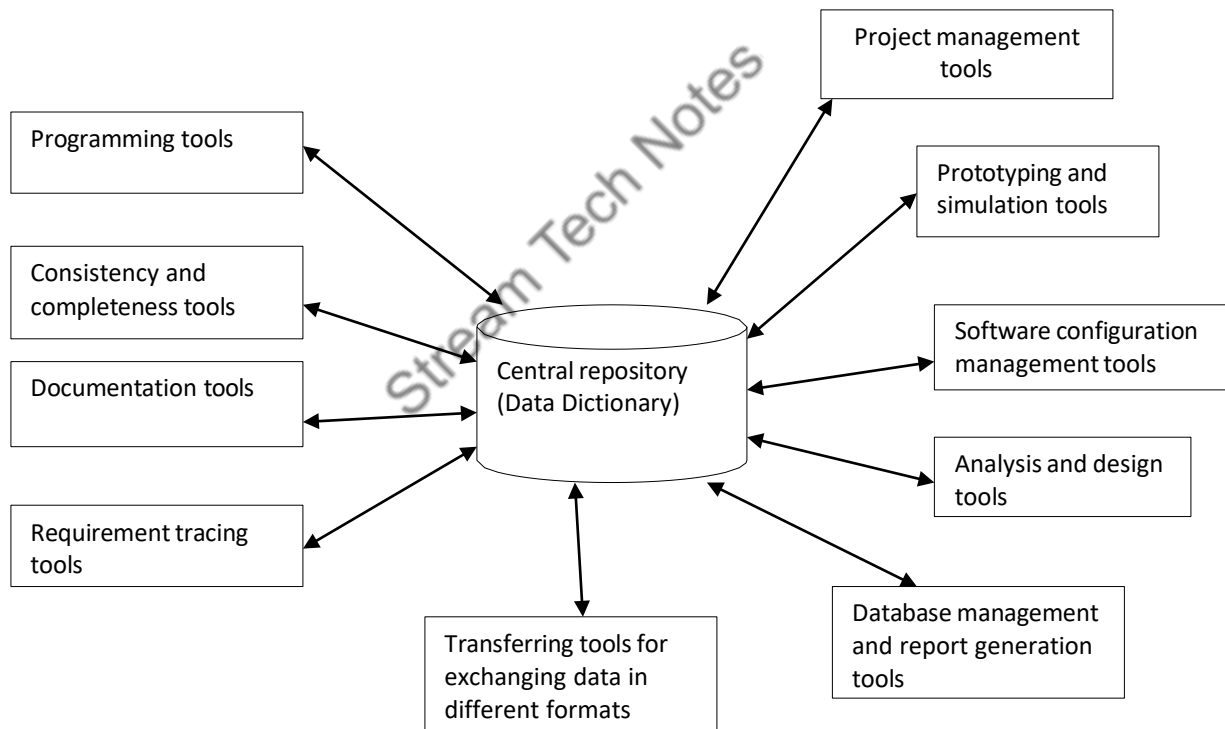 Project management
tools
Programming tools
Prototyping and
simulation tools
Consistency and
completeness tools
Software configuration
management tools
Central repository
(Data Dictionary)
Documentation tools
Analysis and design
tools
Requirement tracing
tools
Database management
and report generation
tools
Transferring tools for
exchanging data in
different formats
Stream Tech Notes